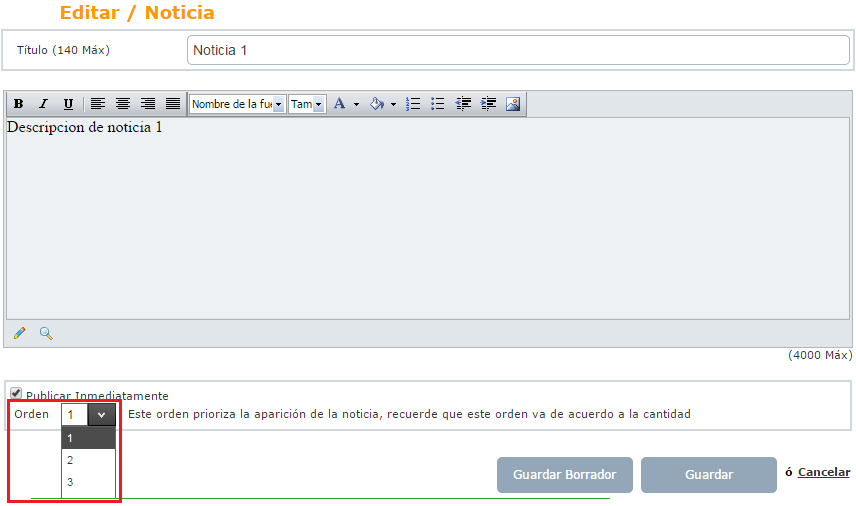 Editar / Noticia
Título (140 Máx)
Noticia 1
B I U Nombre de la fue Tam A
Descripcion de noticia 1
(4000 Máx)
Publicar Inmediatamente
Orden 1 Este orden prioriza la aparición de la noticia, recuerde que este orden va de acuerdo a la cantidad
1
2
3
Guardar Borrador Guardar ó Cancelar